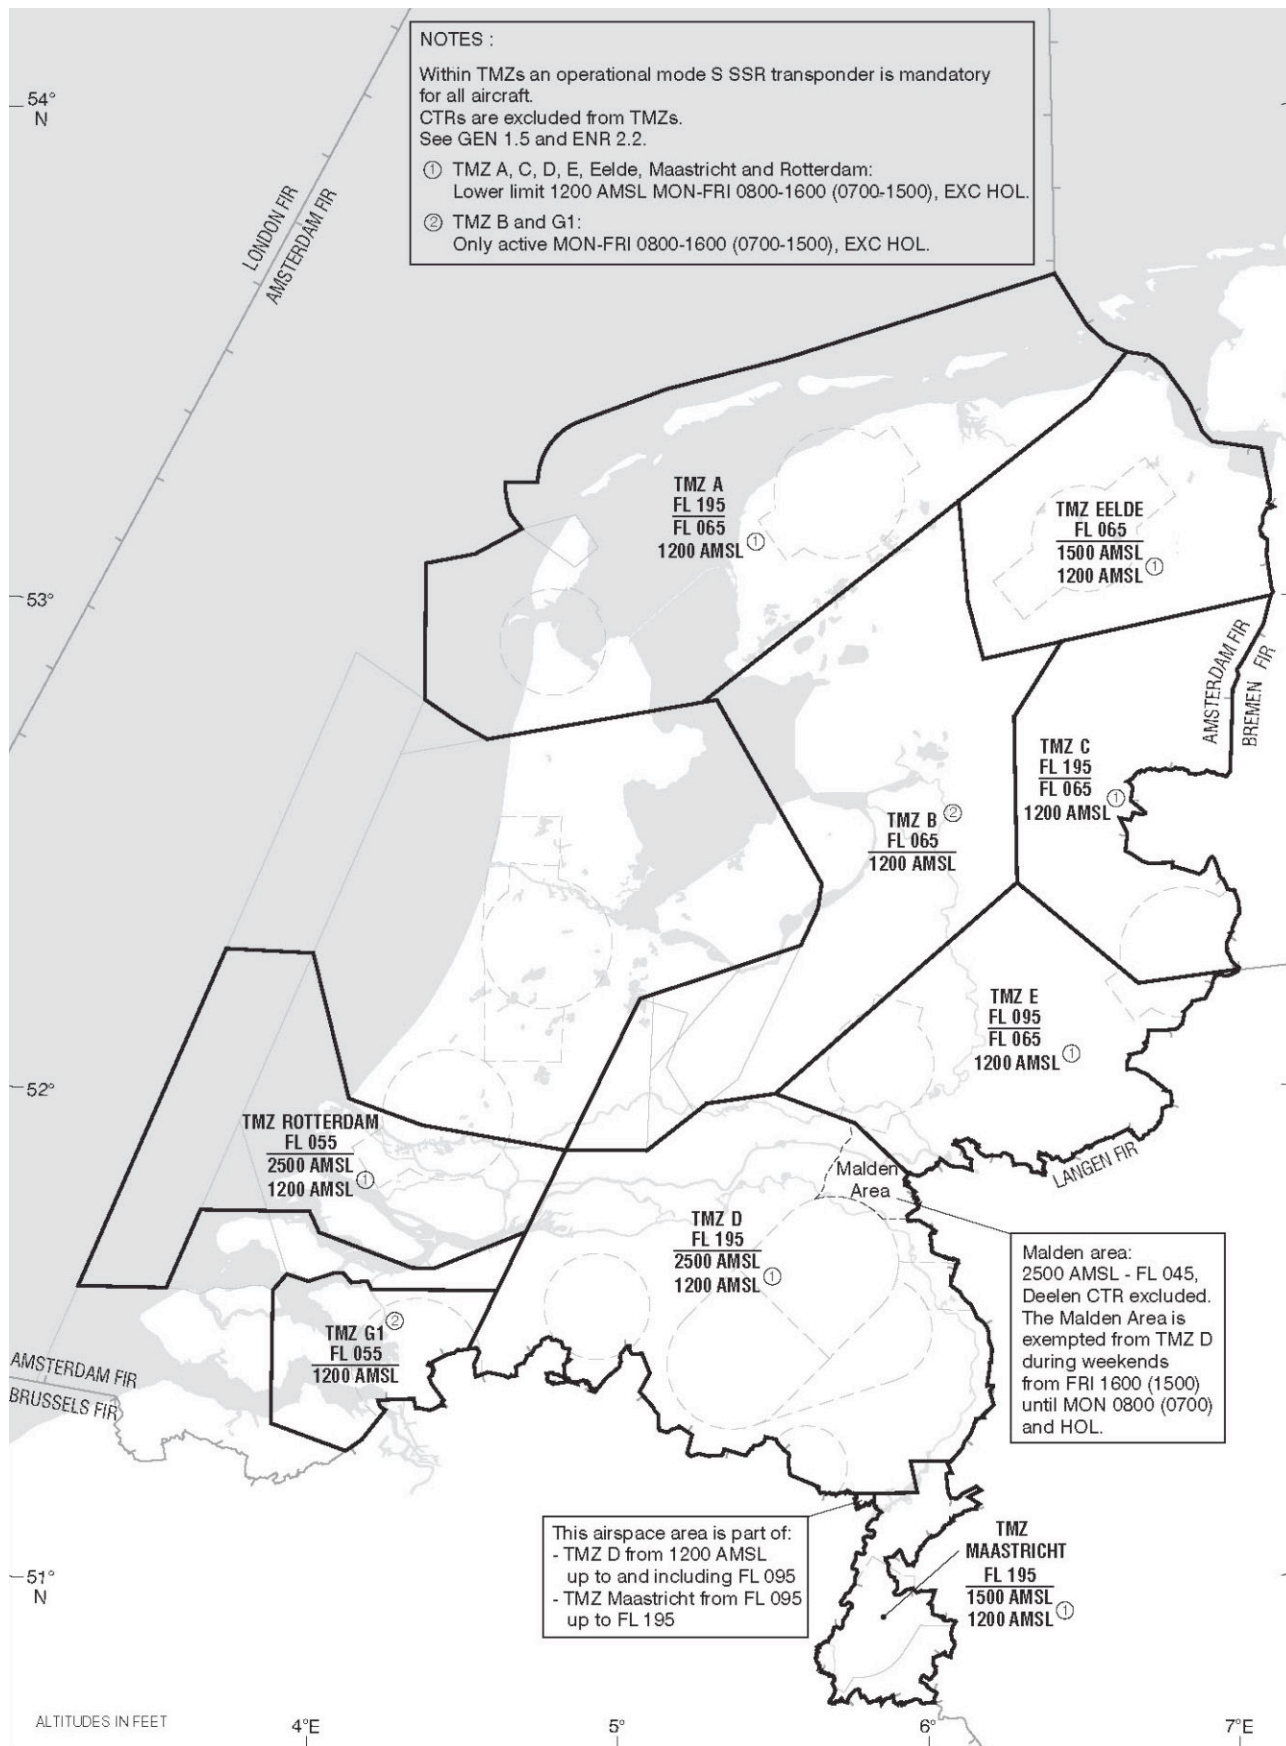 NOTES :
Within TMZs an operational mode S SSR transponder is mandatory
for all aircraft.
CTRs are excluded from TMZs.
See GEN 1.5 and ENR 2.2.
① TMZ A, C, D, E, Eelde, Maastricht and Rotterdam:
Lower limit 1200 AMSL MON-FRI 0800-1600 (0700-1500), EXC HOL.
② TMZ B and G1:
Only active MON-FRI 0800-1600 (0700-1500), EXC HOL.
54°
N
LONDON FIR
AMSTERDAM FIR
TMZ A
FL 195
FL 065
1200 AMSL ①
TMZ EELDE
FL 065
1500 AMSL
1200 AMSL ①
53°
AMSTERDAM FIR
BREMEN FIR
TMZ C
FL 195
FL 065
1200 AMSL ①
TMZ B ②
FL 065
1200 AMSL
TMZ E
FL 095
FL 065
1200 AMSL ①
52°
TMZ ROTTERDAM
FL 055
2500 AMSL
1200 AMSL ①
LANGEN FIR
Malden
Area
TMZ D
FL 195
2500 AMSL
1200 AMSL ①
Malden area:
2500 AMSL - FL 045,
Deelen CTR excluded.
The Malden Area is
exempted from TMZ D
during weekends
from FRI 1600 (1500)
until MON 0800 (0700)
and HOL.
TMZ G1 ②
FL 055
1200 AMSL
AMSTERDAM FIR
BRUSSELS FIR
This airspace area is part of:
- TMZ D from 1200 AMSL
up to and including FL 095
- TMZ Maastricht from FL 095
up to FL 195
TMZ
MAASTRICHT
FL 195
1500 AMSL
1200 AMSL ①
51°
N
ALTITUDES IN FEET
4°E
5°
6°
7°E